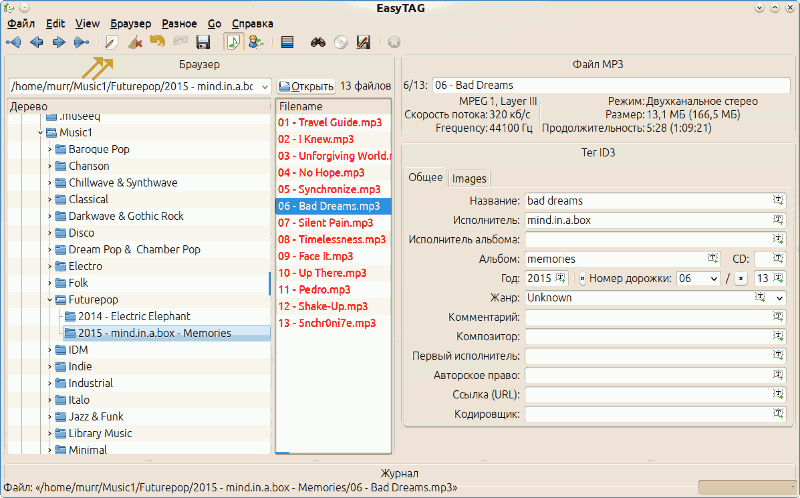 EasyTAG
Файл Edit View Браузер Разное Go Справка
Браузер
/home/murr/Music1/Futurepop/2015 - mind.in.a.bo Открыть 13 файлов
Дерево
.museeq
Music1
Baroque Pop
Chanson
Chillwave & Synthwave
Classical
Darkwave & Gothic Rock
Disco
Dream Pop & Chamber Pop
Electro
Folk
Futurepop
2014 - Electric Elephant
2015 - mind.in.a.box - Memories
IDM
Indie
Industrial
Italo
Jazz & Funk
Library Music
Minimal
Filename
01 - Travel Guide.mp3
02 - I Knew.mp3
03 - Unforgiving World.
04 - No Hope.mp3
05 - Synchronize.mp3
06 - Bad Dreams.mp3
07 - Silent Pain.mp3
08 - Timelessness.mp3
09 - Face It.mp3
10 - Up There.mp3
11 - Pedro.mp3
12 - Shake-Up.mp3
13 - 5nchr0ni7e.mp3
Файл MP3
6/13: 06 - Bad Dreams
MPEG 1, Layer III Режим: Двухканальное стерео
Скорость потока: 320 кб/с Размер: 13,1 МБ (166,5 МБ)
Frequency: 44100 Гц Продолжительность: 5:28 (1:09:21)
Тег ID3
Общее Images
Название: bad dreams
Исполнитель: mind.in.a.box
Исполнитель альбома:
Альбом: memories CD:
Год: 2015 Номер дорожки: 06 / 13
Жанр: Unknown
Комментарий:
Композитор:
Первый исполнитель:
Авторское право:
Ссылка (URL):
Кодировщик:
Журнал
Файл: «/home/murr/Music1/Futurepop/2015 - mind.in.a.box - Memories/06 - Bad Dreams.mp3»